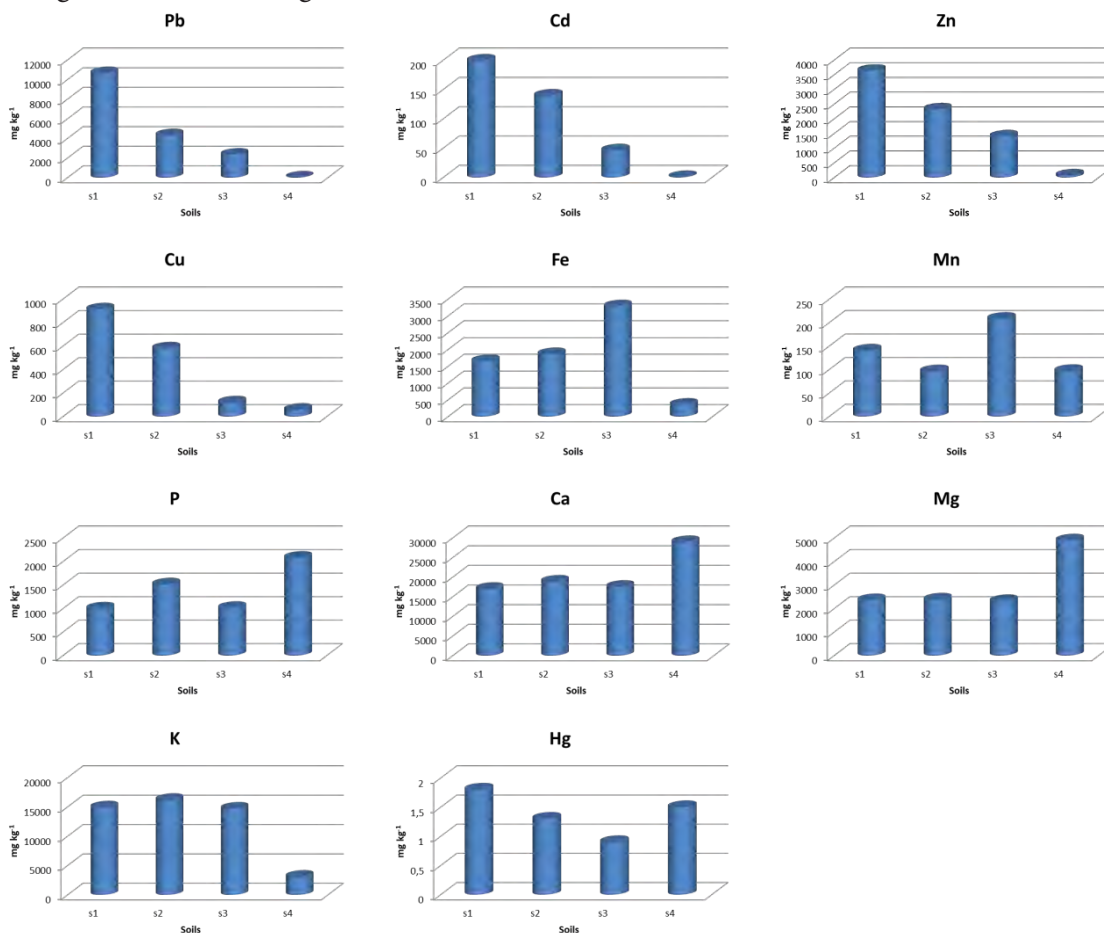 Pb
12000
10000
8000
6000
4000
2000
0
mg kg⁻¹
s1 s2 s3 s4
Soils
Cd
200
150
100
50
0
mg kg⁻¹
s1 s2 s3 s4
Soils
Zn
4000
3500
3000
2500
2000
1500
1000
500
0
mg kg⁻¹
s1 s2 s3 s4
Soils
Cu
1000
800
600
400
200
0
mg kg⁻¹
s1 s2 s3 s4
Soils
Fe
3500
3000
2500
2000
1500
1000
500
0
mg kg⁻¹
s1 s2 s3 s4
Soils
Mn
250
200
150
100
50
0
mg kg⁻¹
s1 s2 s3 s4
Soils
P
2500
2000
1500
1000
500
0
mg kg⁻¹
s1 s2 s3 s4
Soils
Ca
30000
25000
20000
15000
10000
5000
0
mg kg⁻¹
s1 s2 s3 s4
Soils
Mg
5000
4000
3000
2000
1000
0
mg kg⁻¹
s1 s2 s3 s4
Soils
K
20000
15000
10000
5000
0
mg kg⁻¹
s1 s2 s3 s4
Soils
Hg
2
1,5
1
0,5
0
mg kg⁻¹
s1 s2 s3 s4
Soils